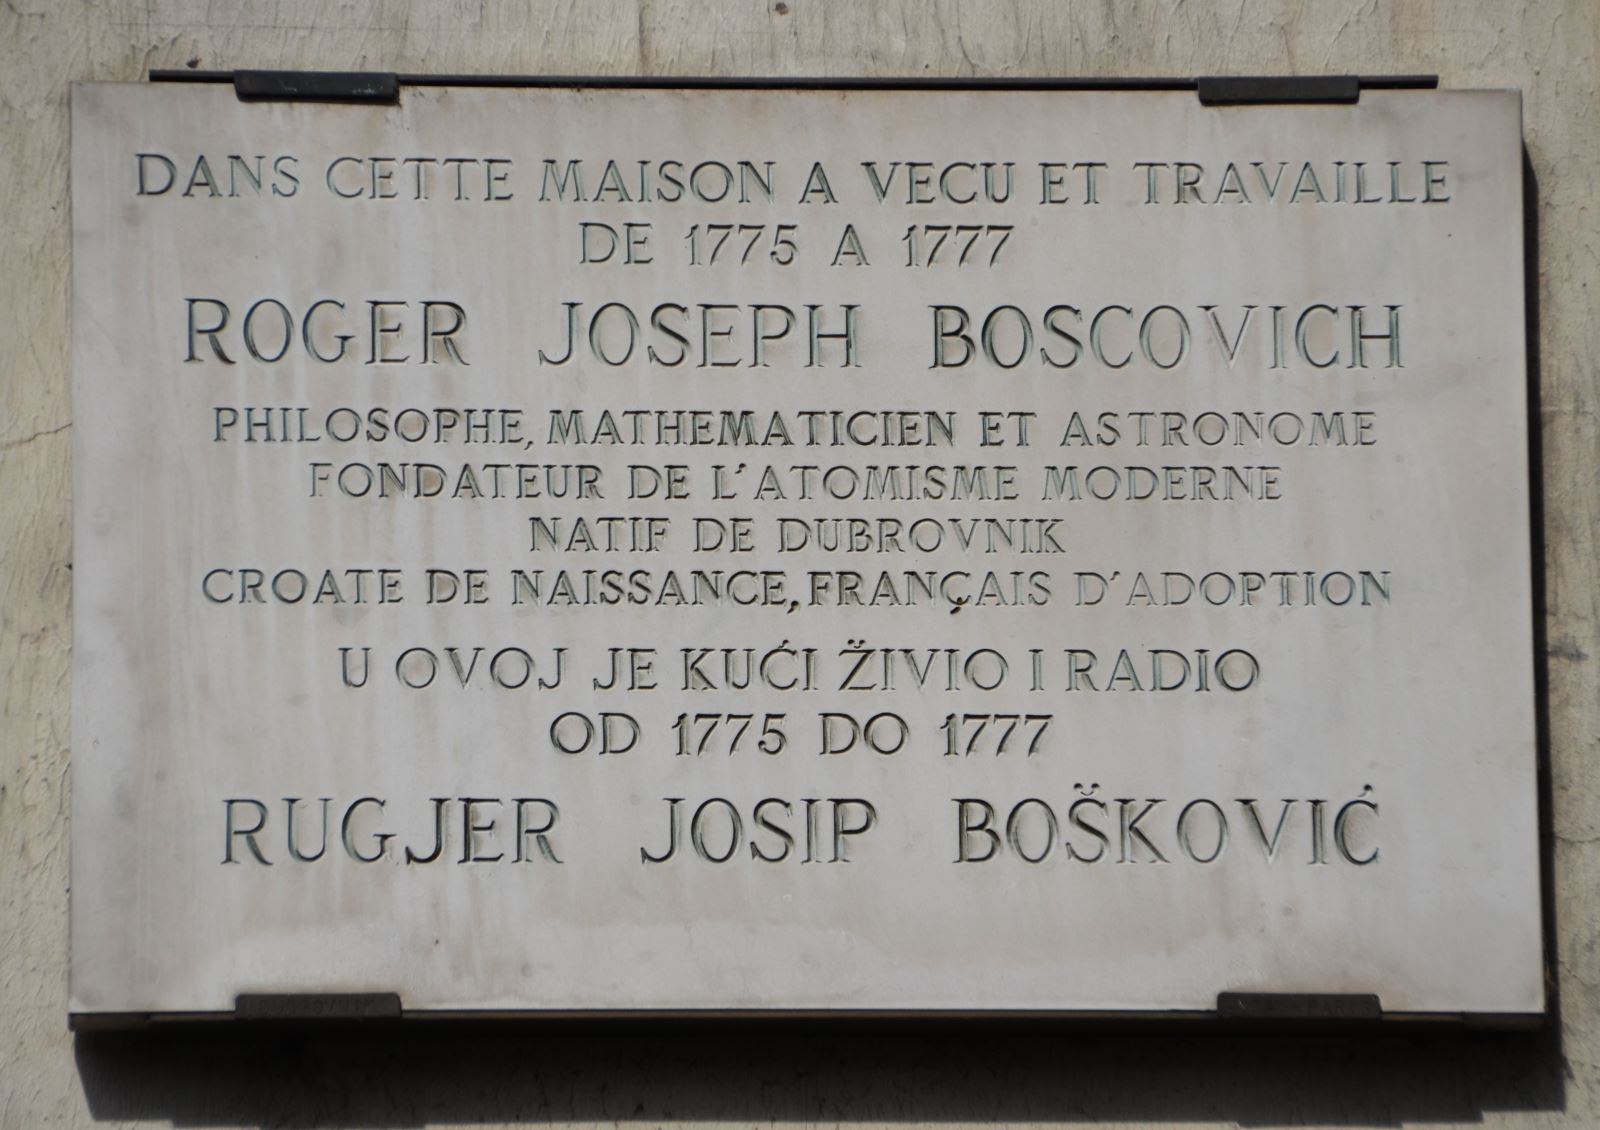 DANS CETTE MAISON A VECU ET TRAVAILLE
DE 1775 A 1777
ROGER JOSEPH BOSCOVICH
PHILOSOPHE, MATHEMATICIEN ET ASTRONOME
FONDATEUR DE L'ATOMISME MODERNE
NATIF DE DUBROVNIK
CROATE DE NAISSANCE, FRANÇAIS D'ADOPTION
U OVOJ JE KUĆI ŽIVIO I RADIO
OD 1775 DO 1777
RUGJER JOSIP BOŠKOVIĆ